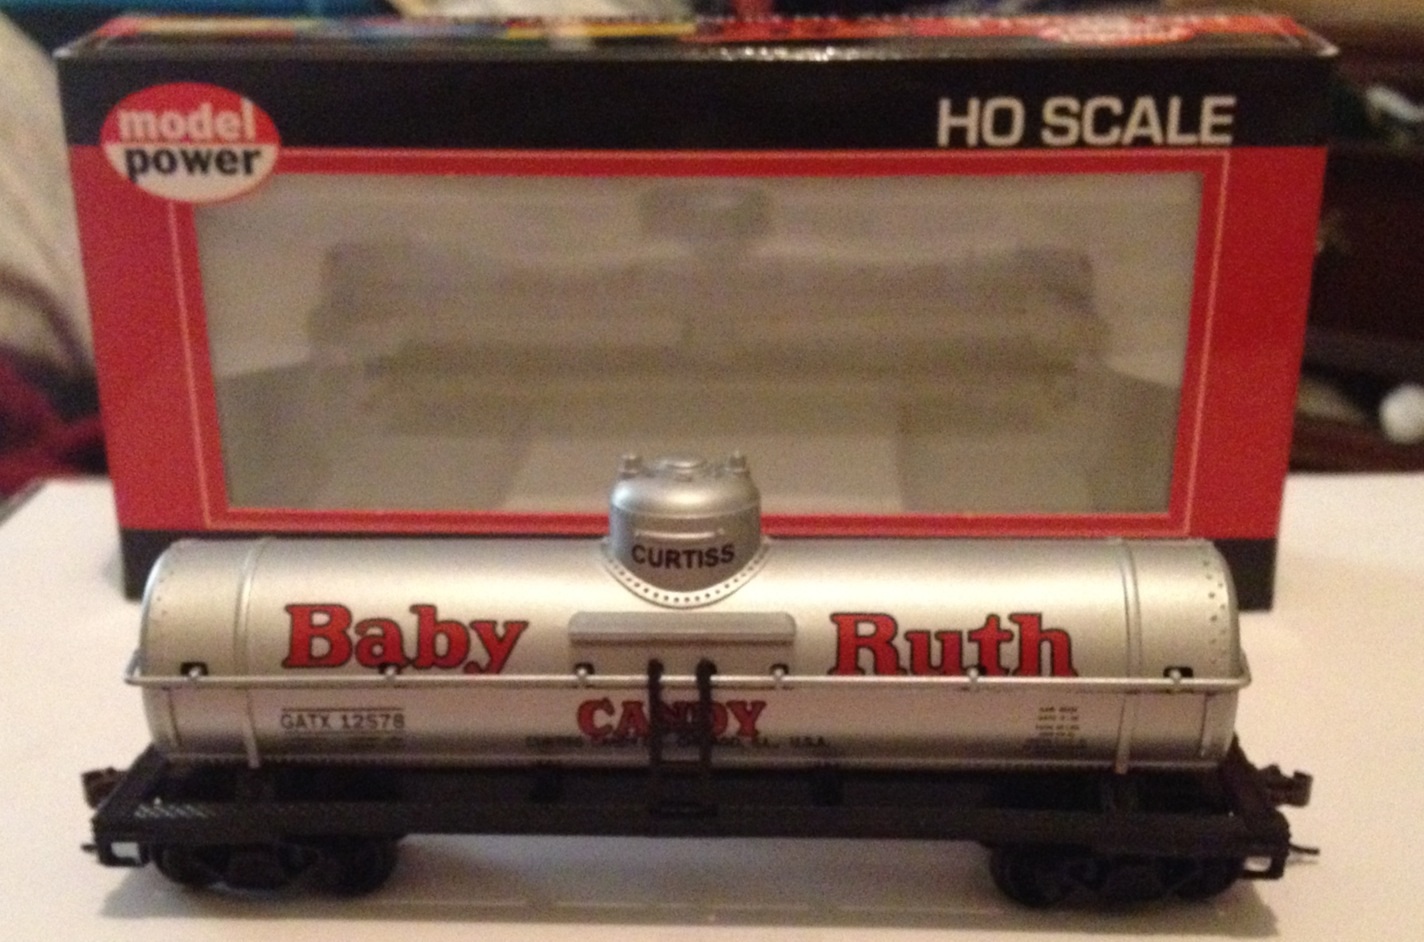 model
power
HO SCALE
CURTISS
Baby Ruth
CANDY
GATX 12578
U.S.A.